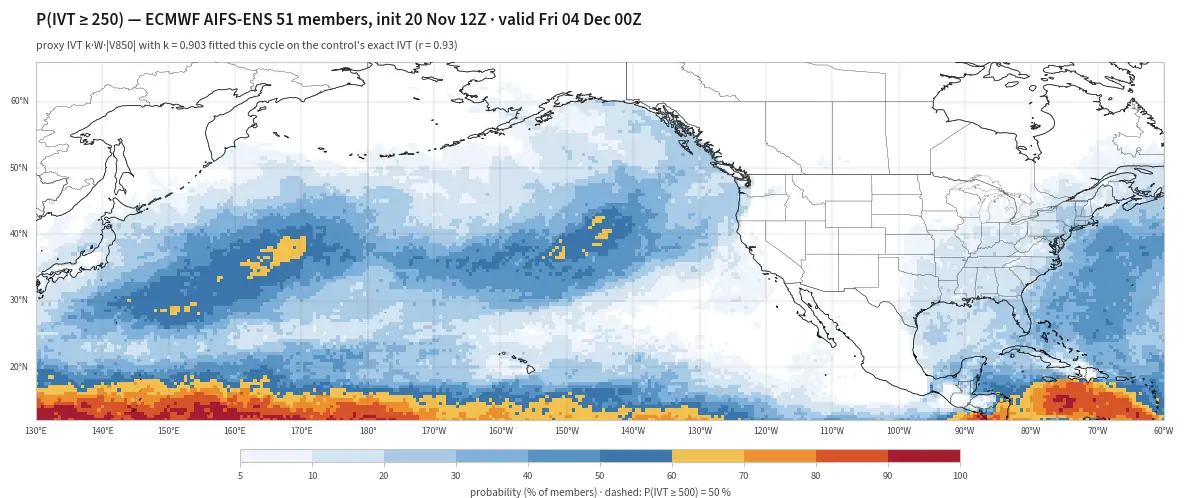 P(IVT ≥ 250) — ECMWF AIFS-ENS 51 members, init 20 Nov 12Z · valid Fri 04 Dec 00Z
proxy IVT k·W·|V850| with k = 0.903 fitted this cycle on the control's exact IVT (r = 0.93)
60°N
50°N
40°N
30°N
20°N
130°E 140°E 150°E 160°E 170°E 180° 170°W 160°W 150°W 140°W 130°W 120°W 110°W 100°W 90°W 80°W 70°W 60°W
5 10 20 30 40 50 60 70 80 90 100
probability (% of members) · dashed: P(IVT ≥ 500) = 50 %